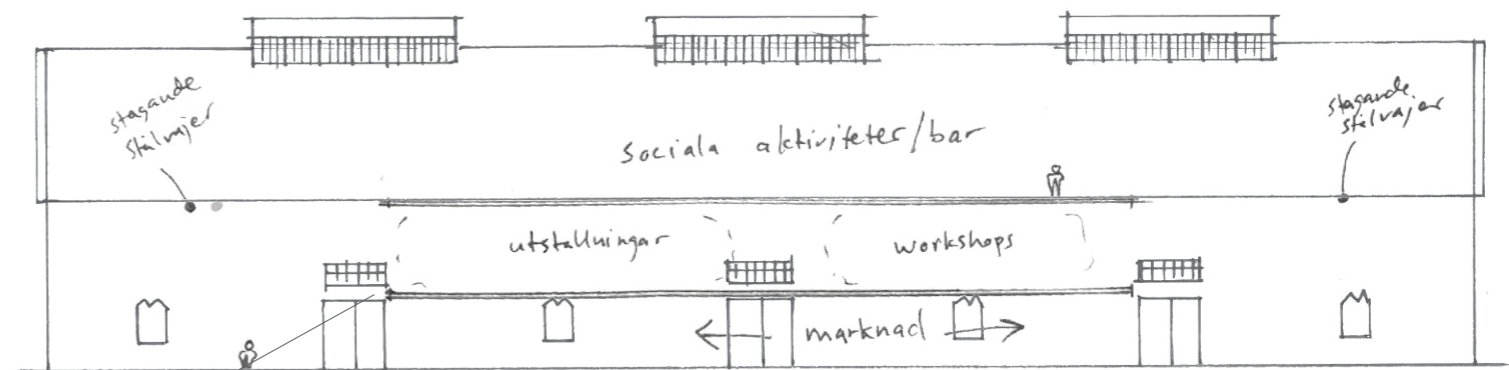 stagande
stålvajer
stagande
stålvajer
sociala aktiviteter/bar
utställningar
workshops
marknad